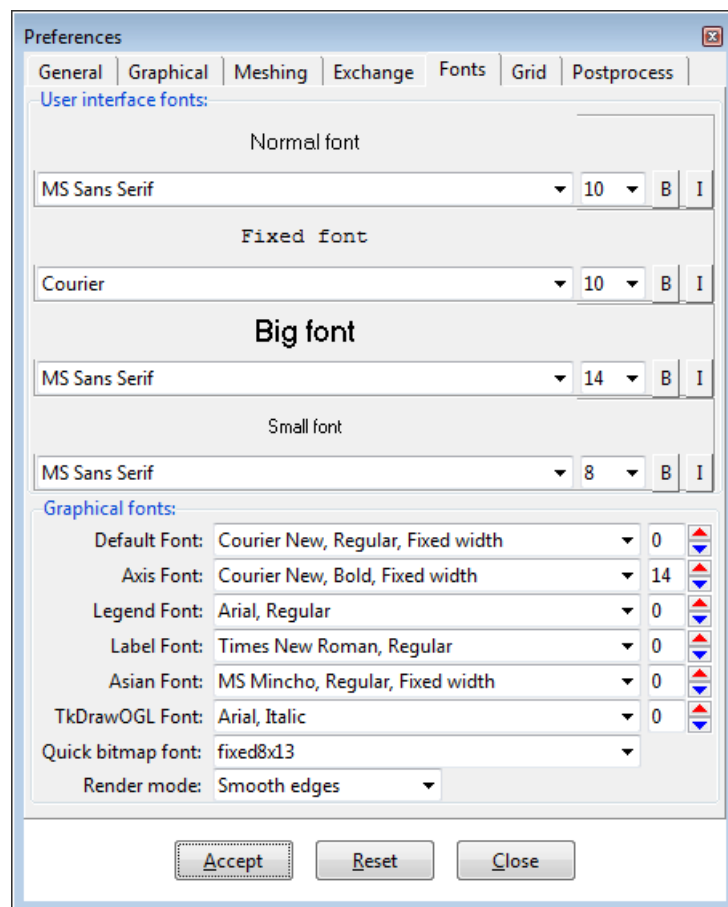 Preferences
General Graphical Meshing Exchange Fonts Grid Postprocess
User interface fonts:
Normal font
MS Sans Serif 10 B I
Fixed font
Courier 10 B I
Big font
MS Sans Serif 14 B I
Small font
MS Sans Serif 8 B I
Graphical fonts:
Default Font: Courier New, Regular, Fixed width 0
Axis Font: Courier New, Bold, Fixed width 14
Legend Font: Arial, Regular 0
Label Font: Times New Roman, Regular 0
Asian Font: MS Mincho, Regular, Fixed width 0
TkDrawOGL Font: Arial, Italic 0
Quick bitmap font: fixed8x13
Render mode: Smooth edges
Accept Reset Close